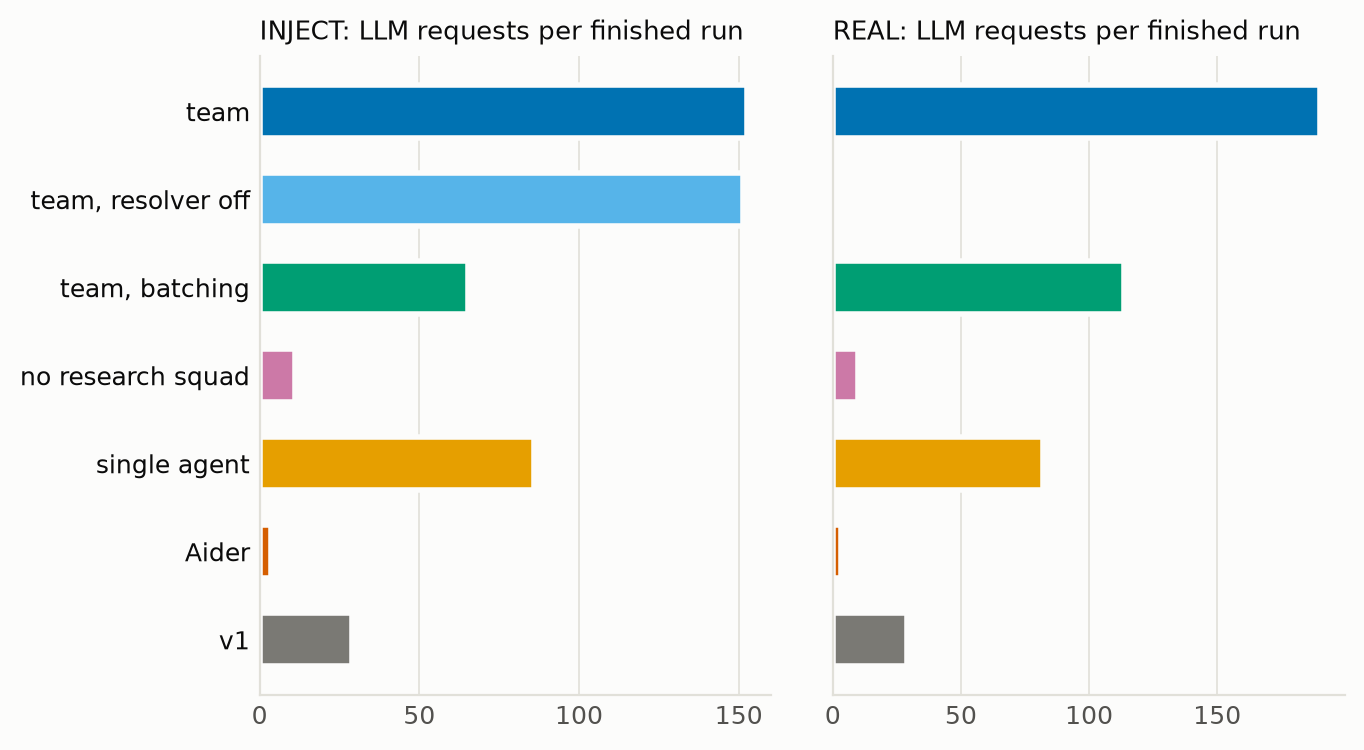 INJECT: LLM requests per finished run
REAL: LLM requests per finished run
team
team, resolver off
team, batching
no research squad
single agent
Aider
v1
0 50 100 150
0 50 100 150